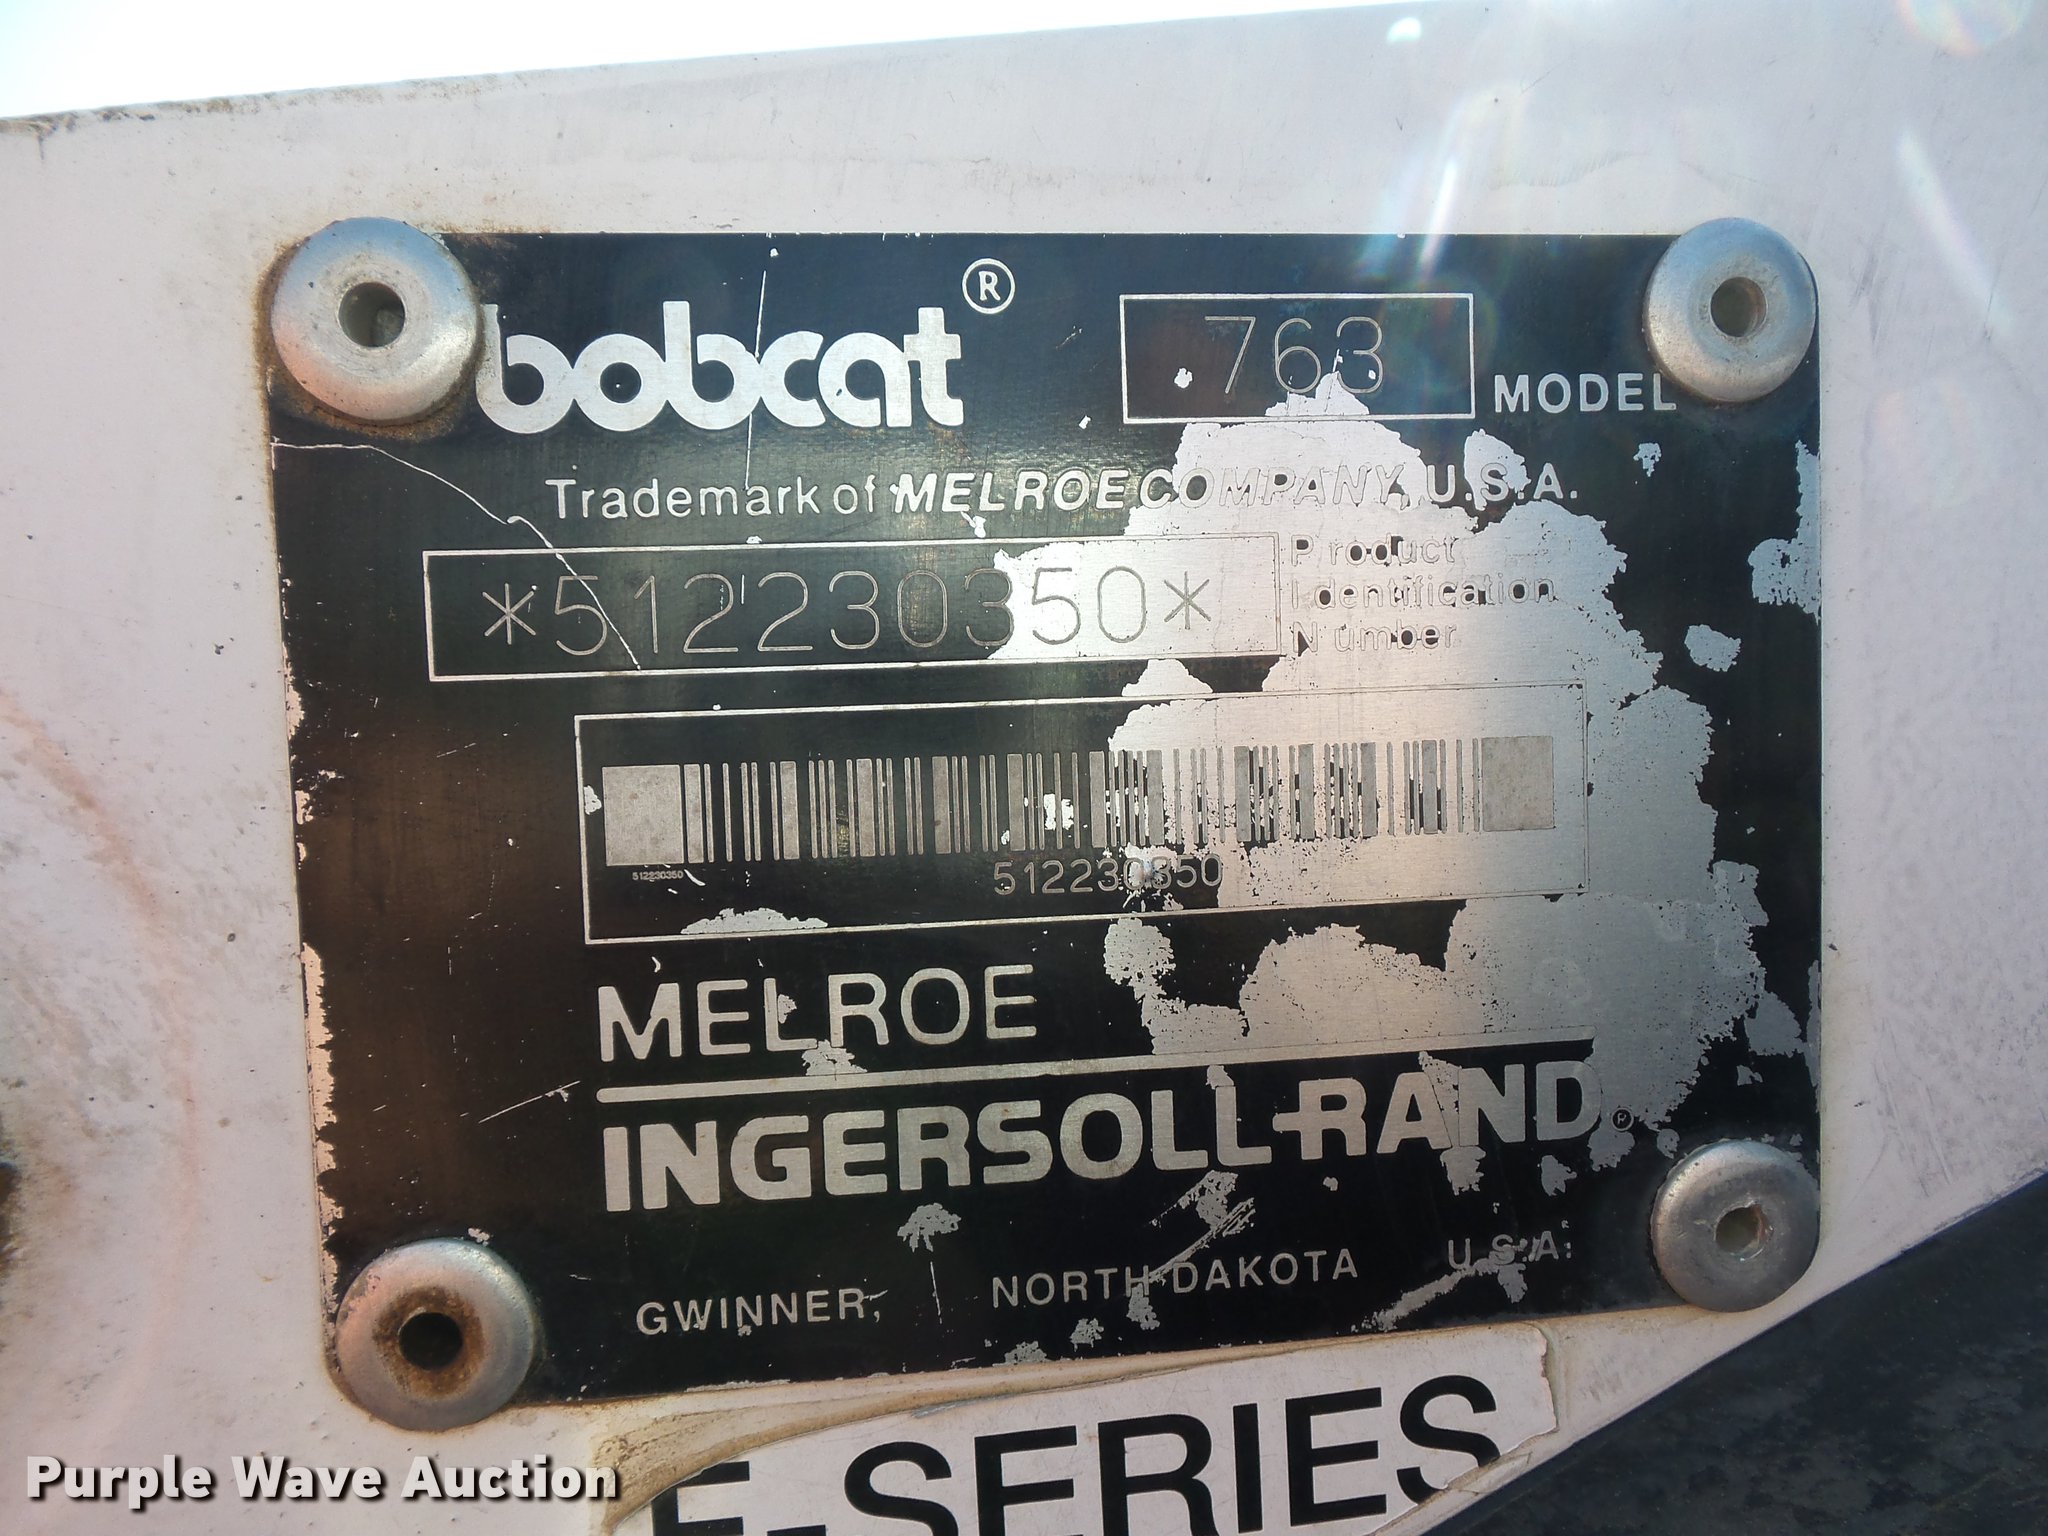 bobcat®
763
MODEL
Trademark of MELROE COMPANY, U.S.A.
*512230350*
Product
Identification
Number
512230350
512230350
MELROE
INGERSOLL-RAND®
GWINNER, NORTH DAKOTA U.S.A.
-SERIES
Purple Wave Auction